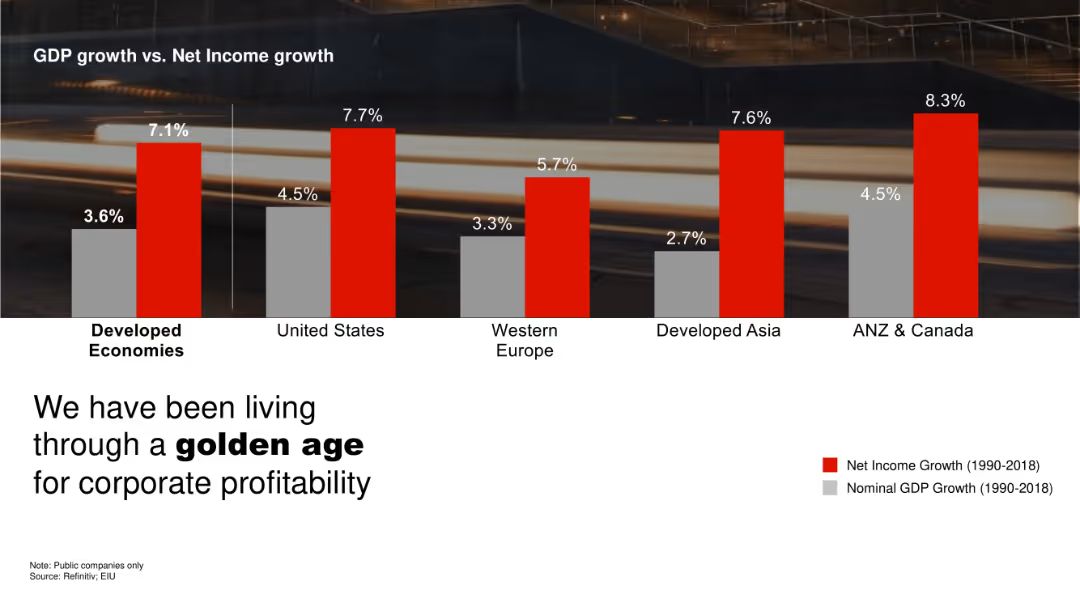 GDP growth vs. Net Income growth
3.6%
7.1%
4.5%
7.7%
3.3%
5.7%
2.7%
7.6%
4.5%
8.3%
Developed
Economies
United States
Western
Europe
Developed Asia
ANZ & Canada
We have been living
through a golden age
for corporate profitability
Net Income Growth (1990-2018)
Nominal GDP Growth (1990-2018)
Note: Public companies only
Source: Refinitiv; EIU